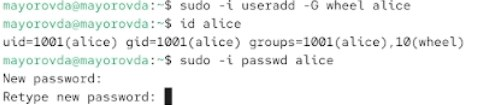 mayorovda@mayorovda:~$ sudo -i useradd -G wheel alice
mayorovda@mayorovda:~$ id alice
uid=1001(alice) gid=1001(alice) groups=1001(alice),10(wheel)
mayorovda@mayorovda:~$ sudo -i passwd alice
New password:
Retype new password: